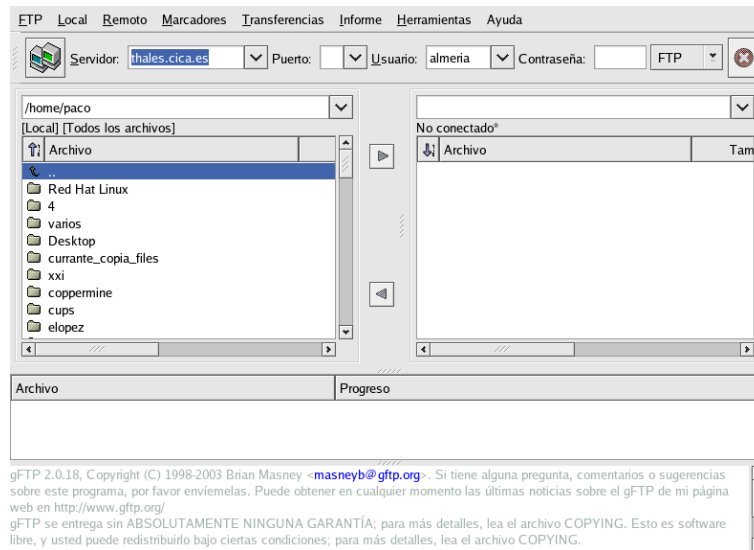 FTP Local Remoto Marcadores Transferencias Informe Herramientas Ayuda
Servidor: thales.cica.es Puerto: Usuario: almeria Contraseña: FTP
/home/paco
[Local] [Todos los archivos]
No conectado*
Archivo
Archivo Tam
..
Red Hat Linux
4
varios
Desktop
currante_copia_files
xxi
coppermine
cups
elopez
Archivo Progreso
gFTP 2.0.18, Copyright (C) 1998-2003 Brian Masney <masneyb@gftp.org>. Si tiene alguna pregunta, comentarios o sugerencias
sobre este programa, por favor envíemelas. Puede obtener en cualquier momento las últimas noticias sobre el gFTP de mi página
web en http://www.gftp.org/
gFTP se entrega sin ABSOLUTAMENTE NINGUNA GARANTÍA; para más detalles, lea el archivo COPYING. Esto es software
libre, y usted puede redistribuirlo bajo ciertas condiciones; para más detalles, lea el archivo COPYING.